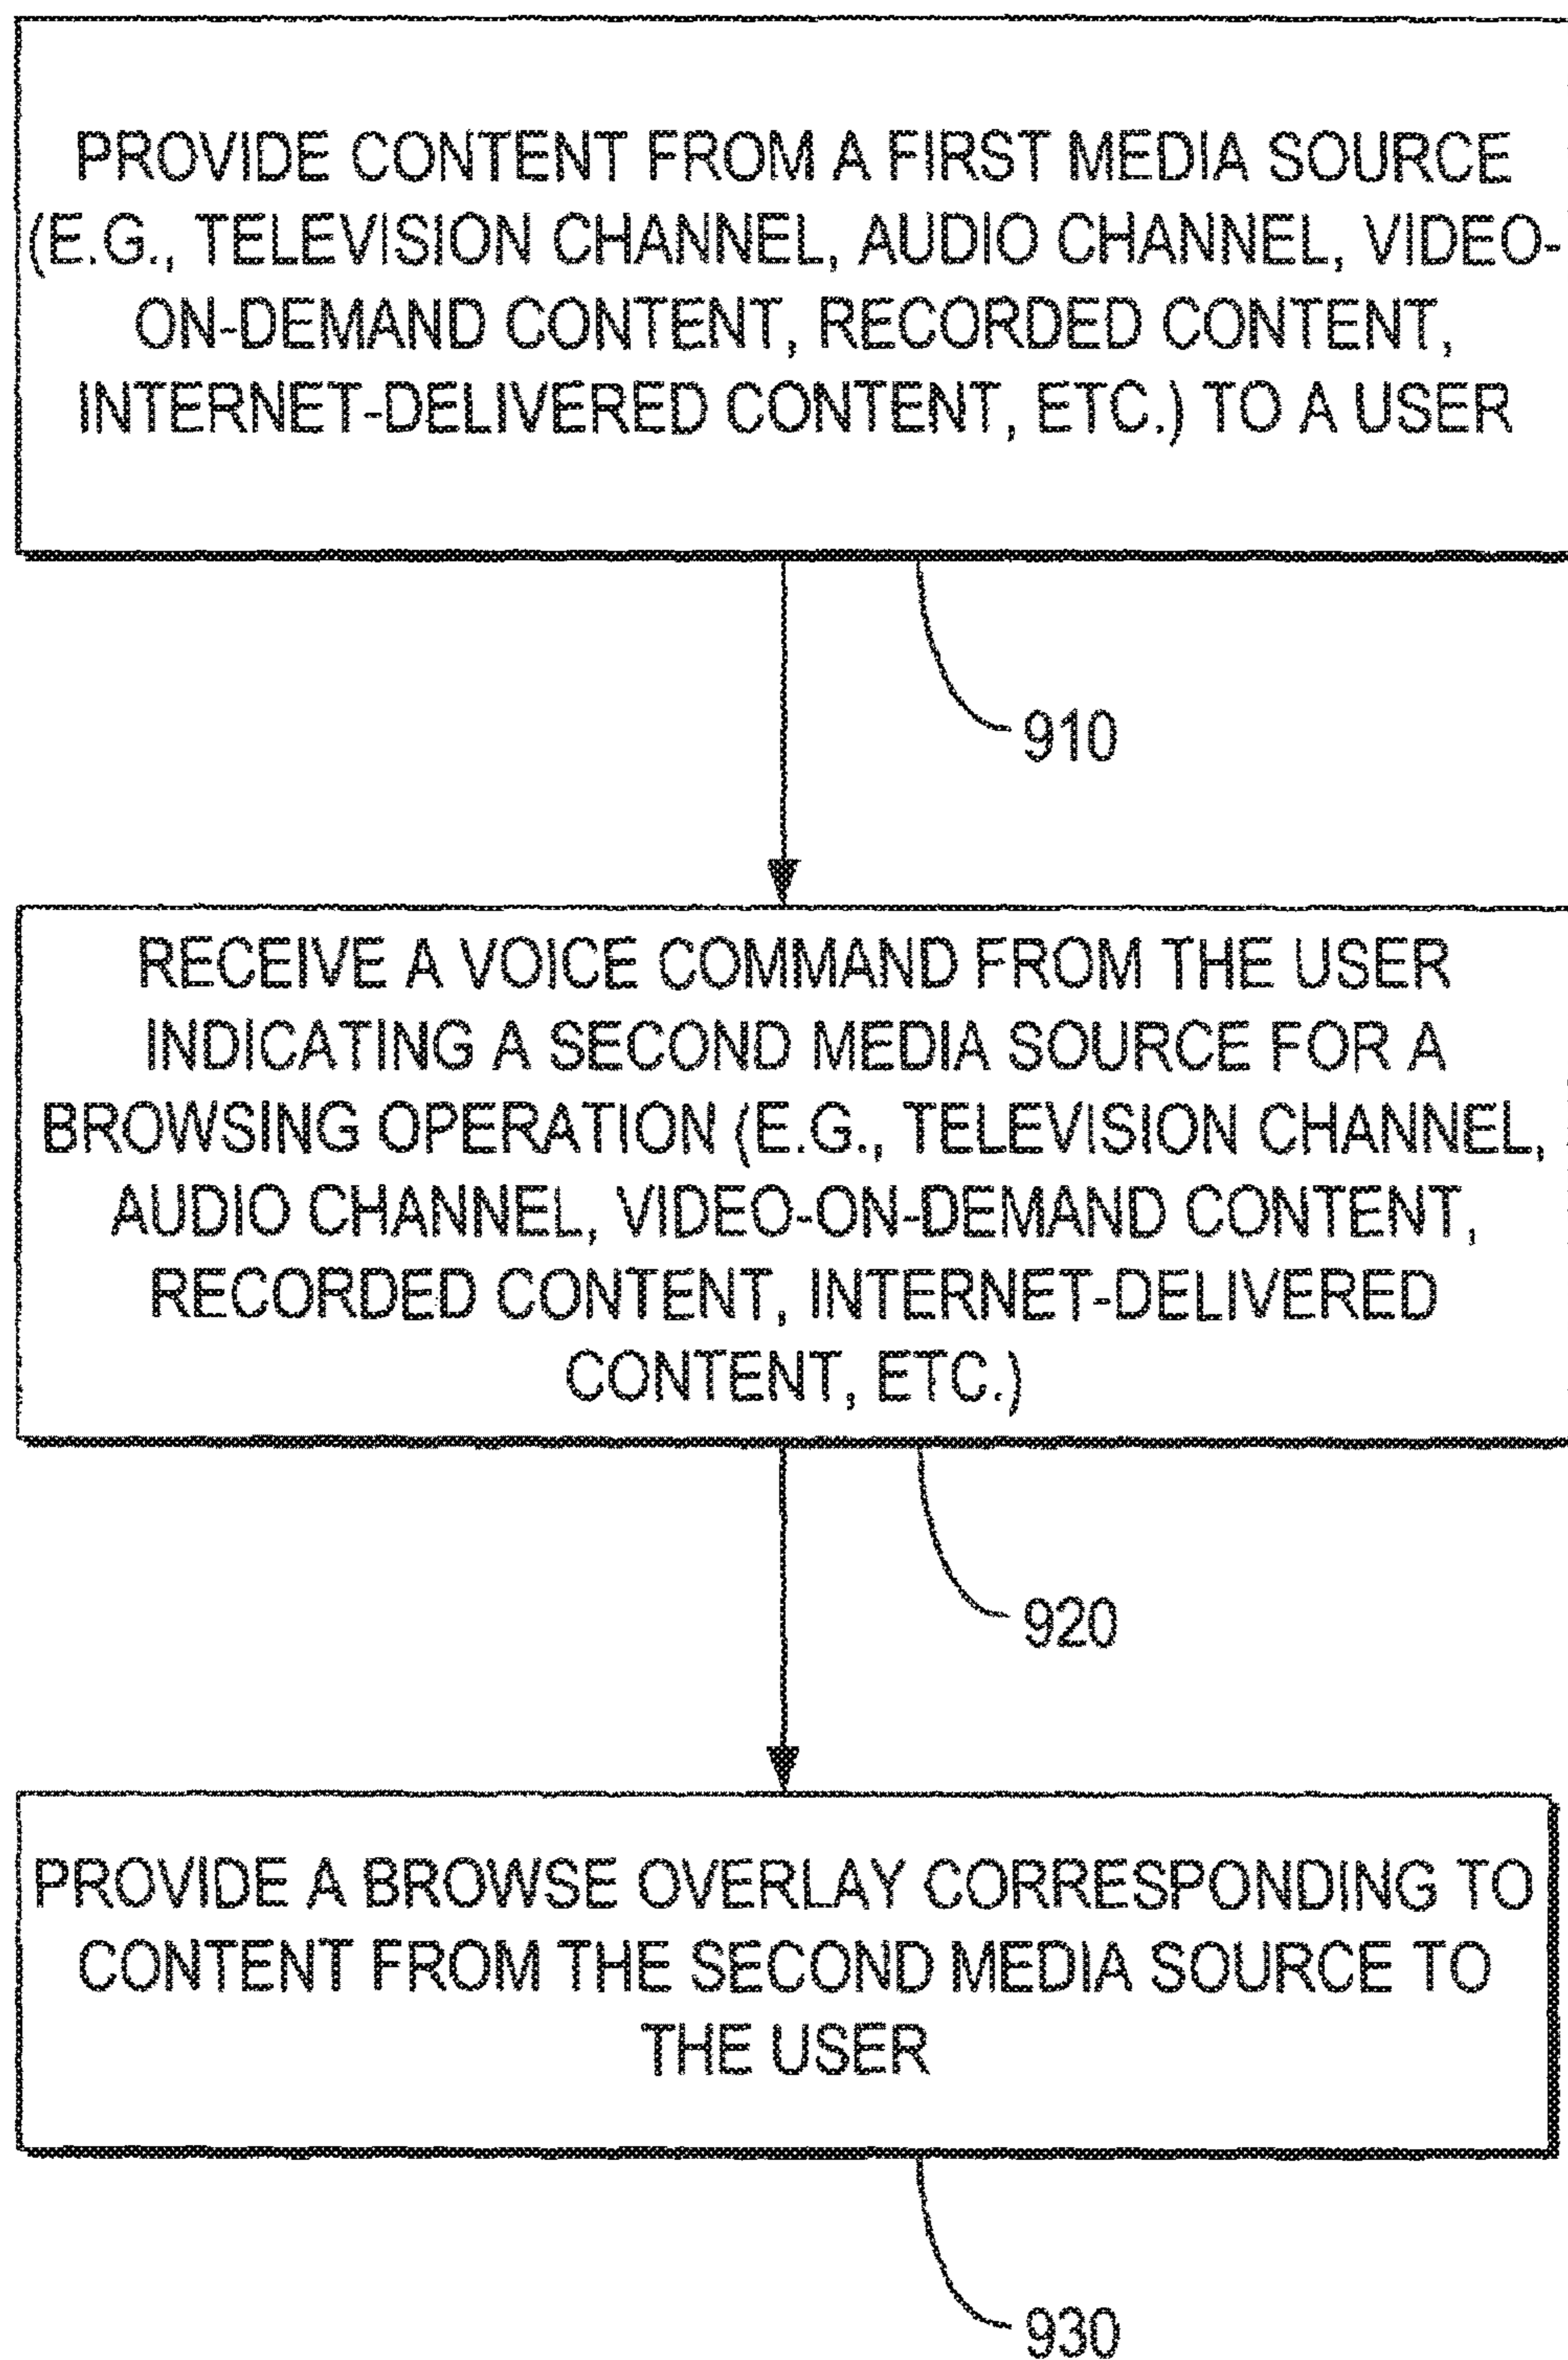 PROVIDE CONTENT FROM A FIRST MEDIA SOURCE
(E.G., TELEVISION CHANNEL, AUDIO CHANNEL, VIDEO-
ON-DEMAND CONTENT, RECORDED CONTENT,
INTERNET-DELIVERED CONTENT, ETC.) TO A USER
910
RECEIVE A VOICE COMMAND FROM THE USER
INDICATING A SECOND MEDIA SOURCE FOR A
BROWSING OPERATION (E.G., TELEVISION CHANNEL,
AUDIO CHANNEL, VIDEO-ON-DEMAND CONTENT,
RECORDED CONTENT, INTERNET-DELIVERED
CONTENT, ETC.)
920
PROVIDE A BROWSE OVERLAY CORRESPONDING TO
CONTENT FROM THE SECOND MEDIA SOURCE TO
THE USER
930